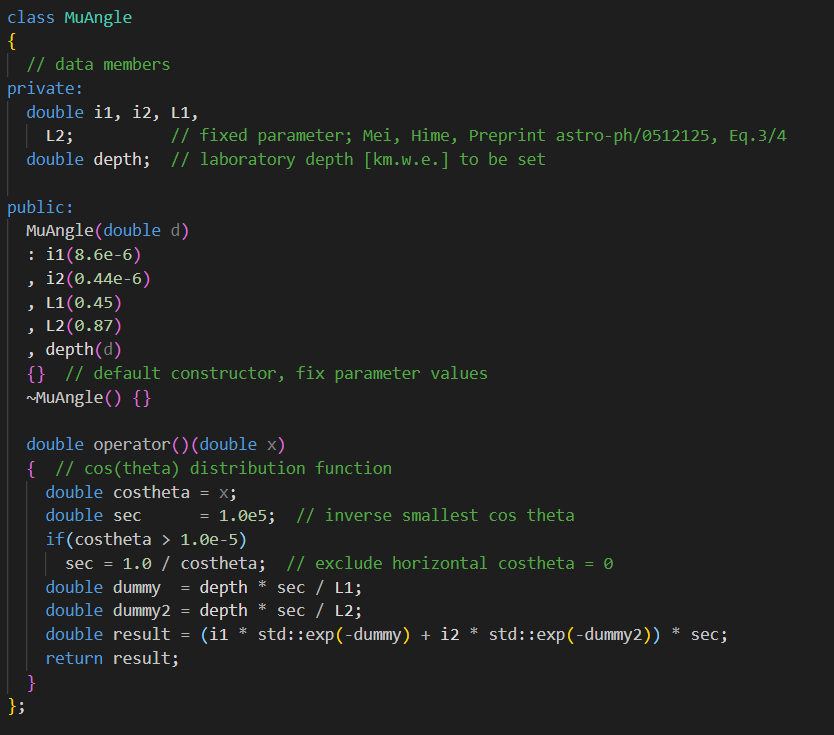 class MuAngle
{
  // data members
private:
  double i1, i2, L1,
    L2;          // fixed parameter; Mei, Hime, Preprint astro-ph/0512125, Eq.3/4
  double depth;  // laboratory depth [km.w.e.] to be set

public:
  MuAngle(double d)
  : i1(8.6e-6)
  , i2(0.44e-6)
  , L1(0.45)
  , L2(0.87)
  , depth(d)
  {}  // default constructor, fix parameter values
  ~MuAngle() {}

  double operator()(double x)
  {  // cos(theta) distribution function
    double costheta = x;
    double sec      = 1.0e5;  // inverse smallest cos theta
    if(costheta > 1.0e-5)
      sec = 1.0 / costheta;  // exclude horizontal costheta = 0
    double dummy  = depth * sec / L1;
    double dummy2 = depth * sec / L2;
    double result = (i1 * std::exp(-dummy) + i2 * std::exp(-dummy2)) * sec;
    return result;
  }
};